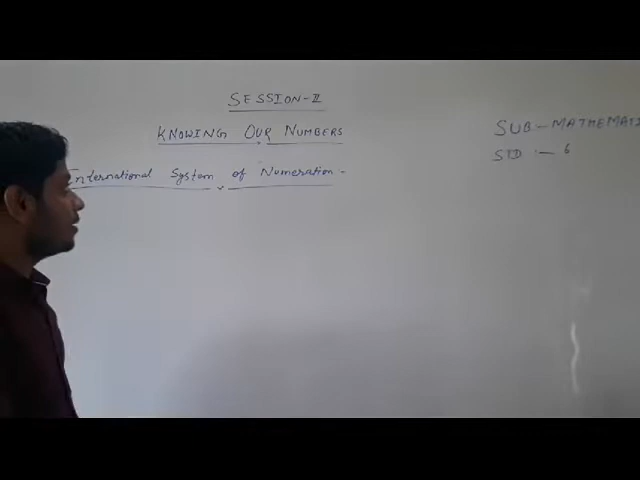 SESSION-II
KNOWING OUR NUMBERS
International System of Numeration -
SUB-MATHEMATI
STD :- 6